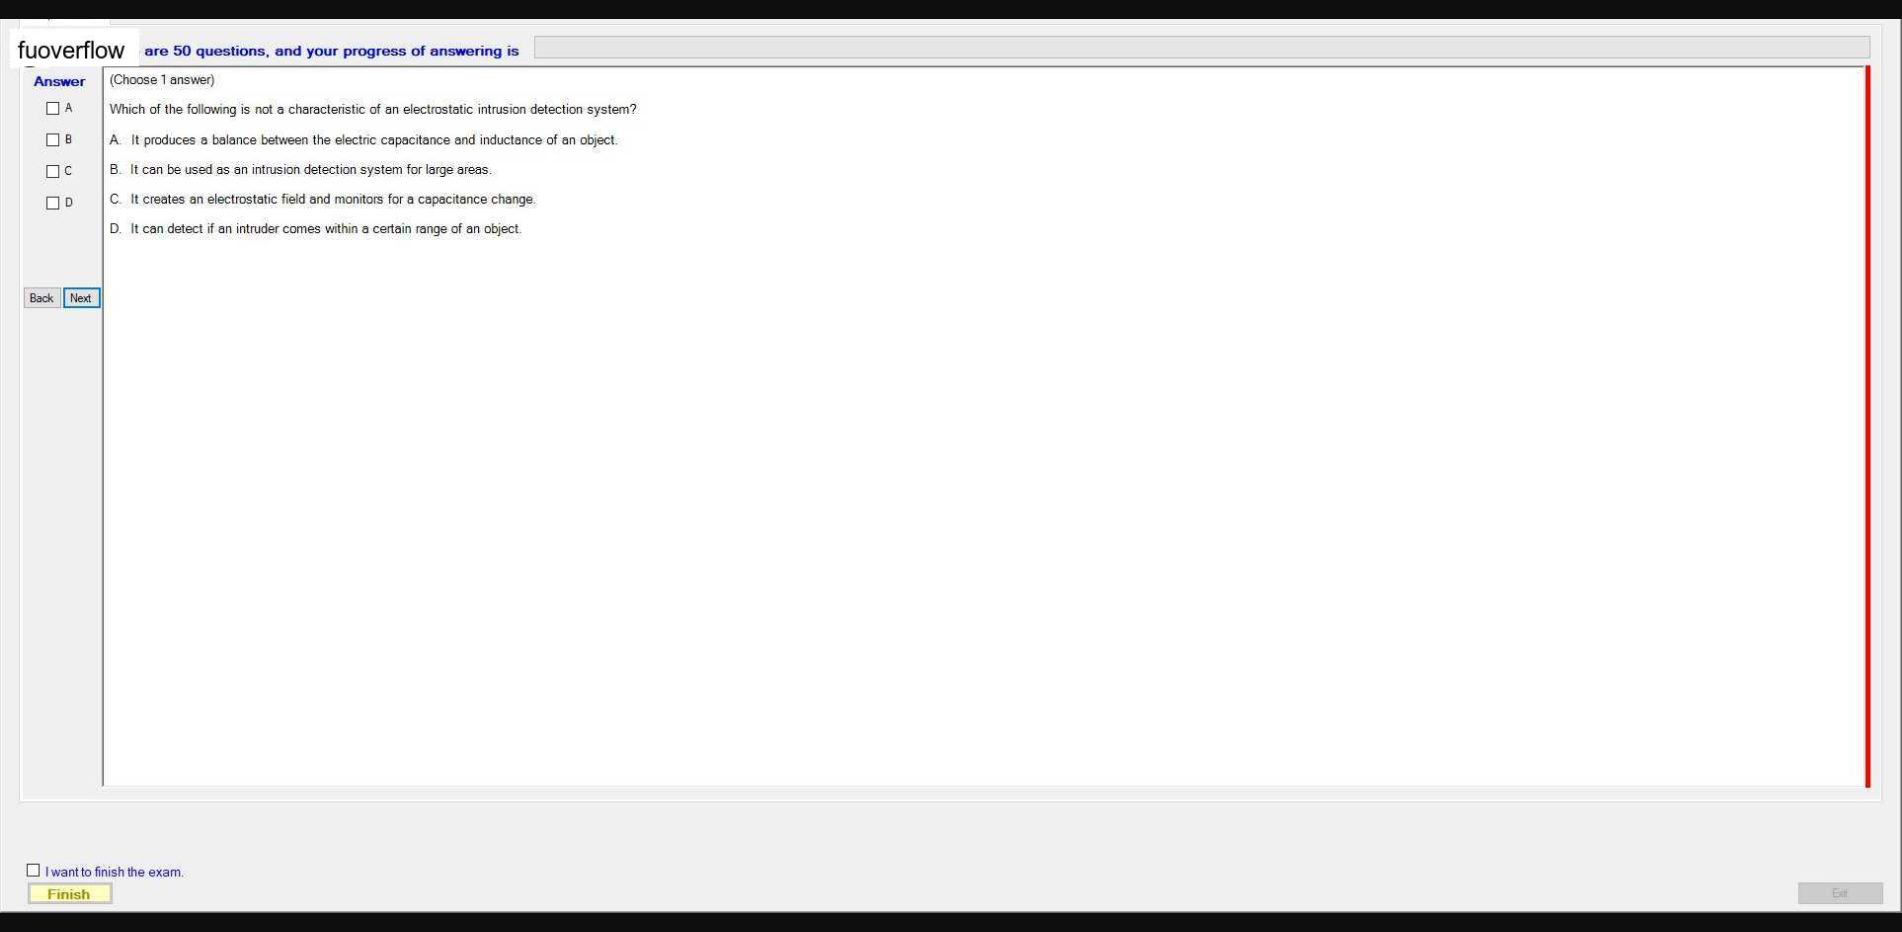 fuoverflow are 50 questions, and your progress of answering is
Answer
(Choose 1 answer)
A
Which of the following is not a characteristic of an electrostatic intrusion detection system?
B
A. It produces a balance between the electric capacitance and inductance of an object.
C
B. It can be used as an intrusion detection system for large areas.
D
C. It creates an electrostatic field and monitors for a capacitance change.
D. It can detect if an intruder comes within a certain range of an object.
Back Next
I want to finish the exam.
Finish
Exit